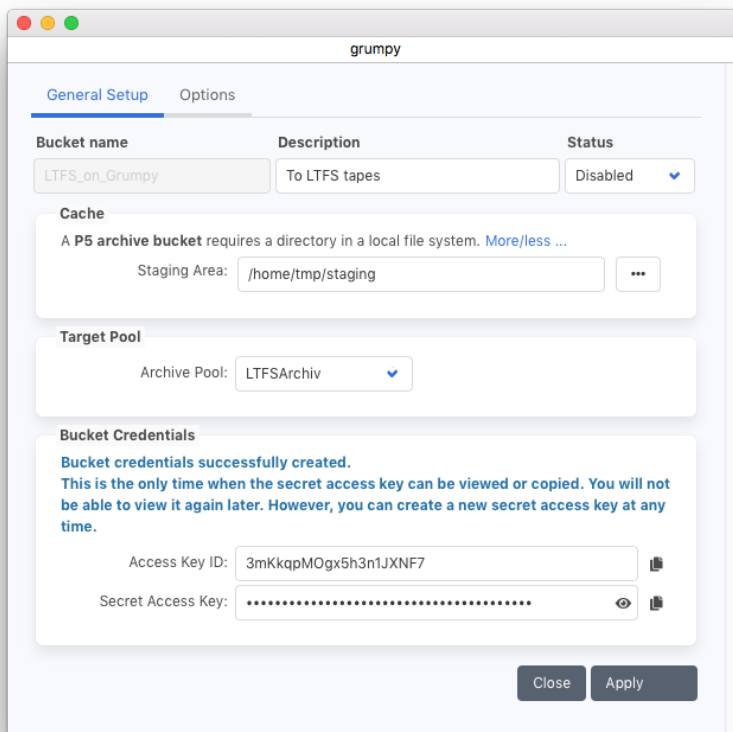 grumpy
General Setup Options
Bucket name Description Status
LTFS_on_Grumpy To LTFS tapes Disabled
Cache
A P5 archive bucket requires a directory in a local file system. More/less ...
Staging Area: /home/tmp/staging •••
Target Pool
Archive Pool: LTFSArchiv
Bucket Credentials
Bucket credentials successfully created.
This is the only time when the secret access key can be viewed or copied. You will not
be able to view it again later. However, you can create a new secret access key at any
time.
Access Key ID: 3mKkqpMOgx5h3n1JXNF7
Secret Access Key: ••••••••••••••••••••••••••••••••••••••••
Close Apply